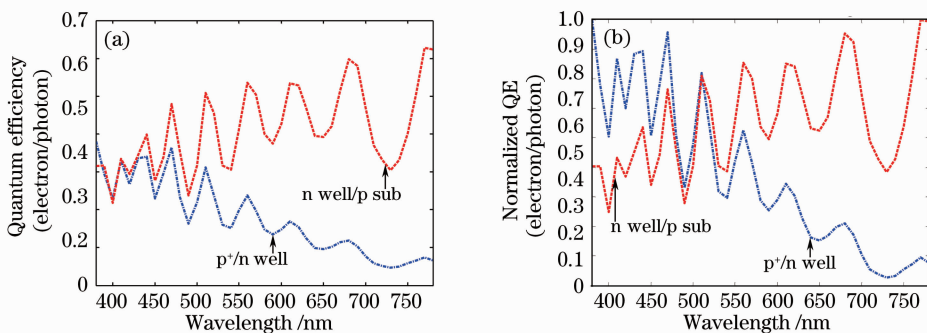 (a)
Quantum efficiency
(electron/photon)
0.7
0.6
0.5
0.4
0.3
0.2
0.1
0.2
0
n well/p sub
p+/n well
400 450 500 550 600 650 700 750
Wavelength /nm
(b)
Normalized QE
(electron/photon)
1.0
0.9
0.8
0.7
0.6
0.5
0.4
0.3
0.2
0.1
0
n well/p sub
p+/n well
400 450 500 550 600 650 700 750
Wavelength /nm